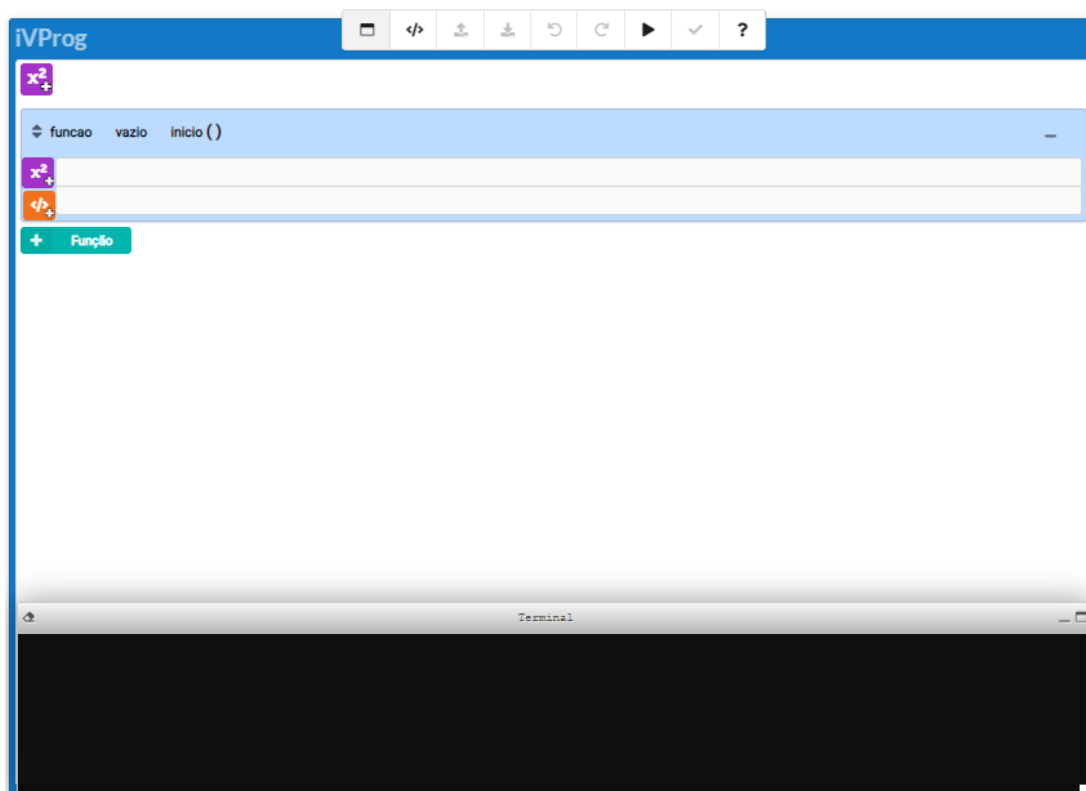 iVProg
</>
?
x²+
funcao vazio inicio ( )
x²+
</>+
+ Função
Terminal